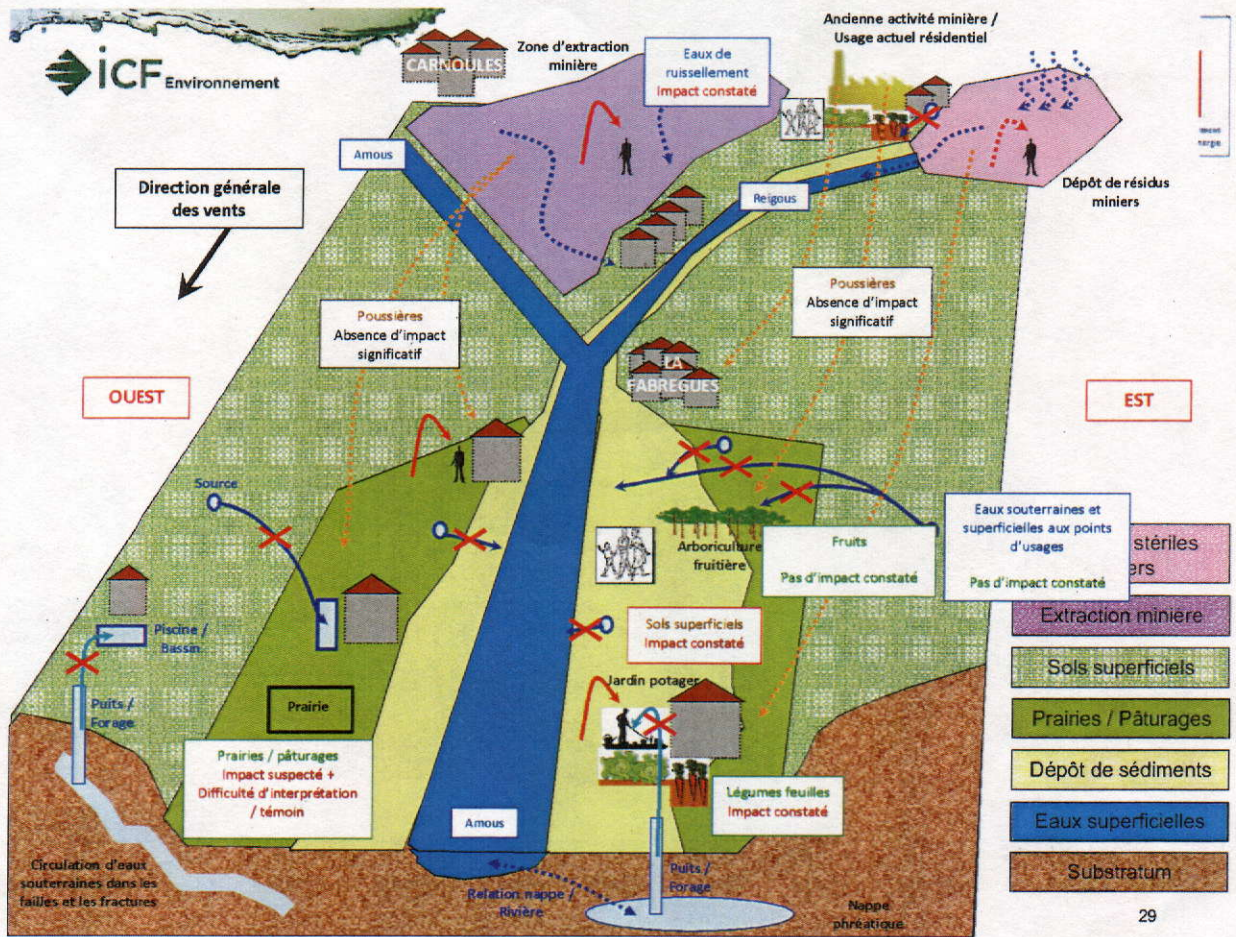 iCF Environnement
CARNOULES
Zone d'extraction
minière
Eaux de
ruissellement
Impact constaté
Ancienne activité minière /
Usage actuel résidentiel
Amous
Direction générale
des vents
Reigous
Dépôt de résidus
miniers
Poussières
Absence d'impact
significatif
Poussières
Absence d'impact
significatif
LA
FABREGUES
OUEST
EST
Source
Arboriculture
fruitière
Fruits
Pas d'impact constaté
Eaux souterraines et
superficielles aux points
d'usages
Pas d'impact constaté
Piscine /
Bassin
Sols superficiels
Impact constaté
Puits /
Forage
Prairie
Jardin potager
Prairies / pâturages
Impact suspecté +
Difficulté d'interprétation
/ témoin
Légumes feuilles
Impact constaté
Amous
Circulation d'eaux
souterraines dans les
failles et les fractures
Relation nappe /
Rivière
Puits /
Forage
Nappe
phréatique
stériles
Extraction minière
Sols superficiels
Prairies / Pâturages
Dépôt de sédiments
Eaux superficielles
Substratum
29